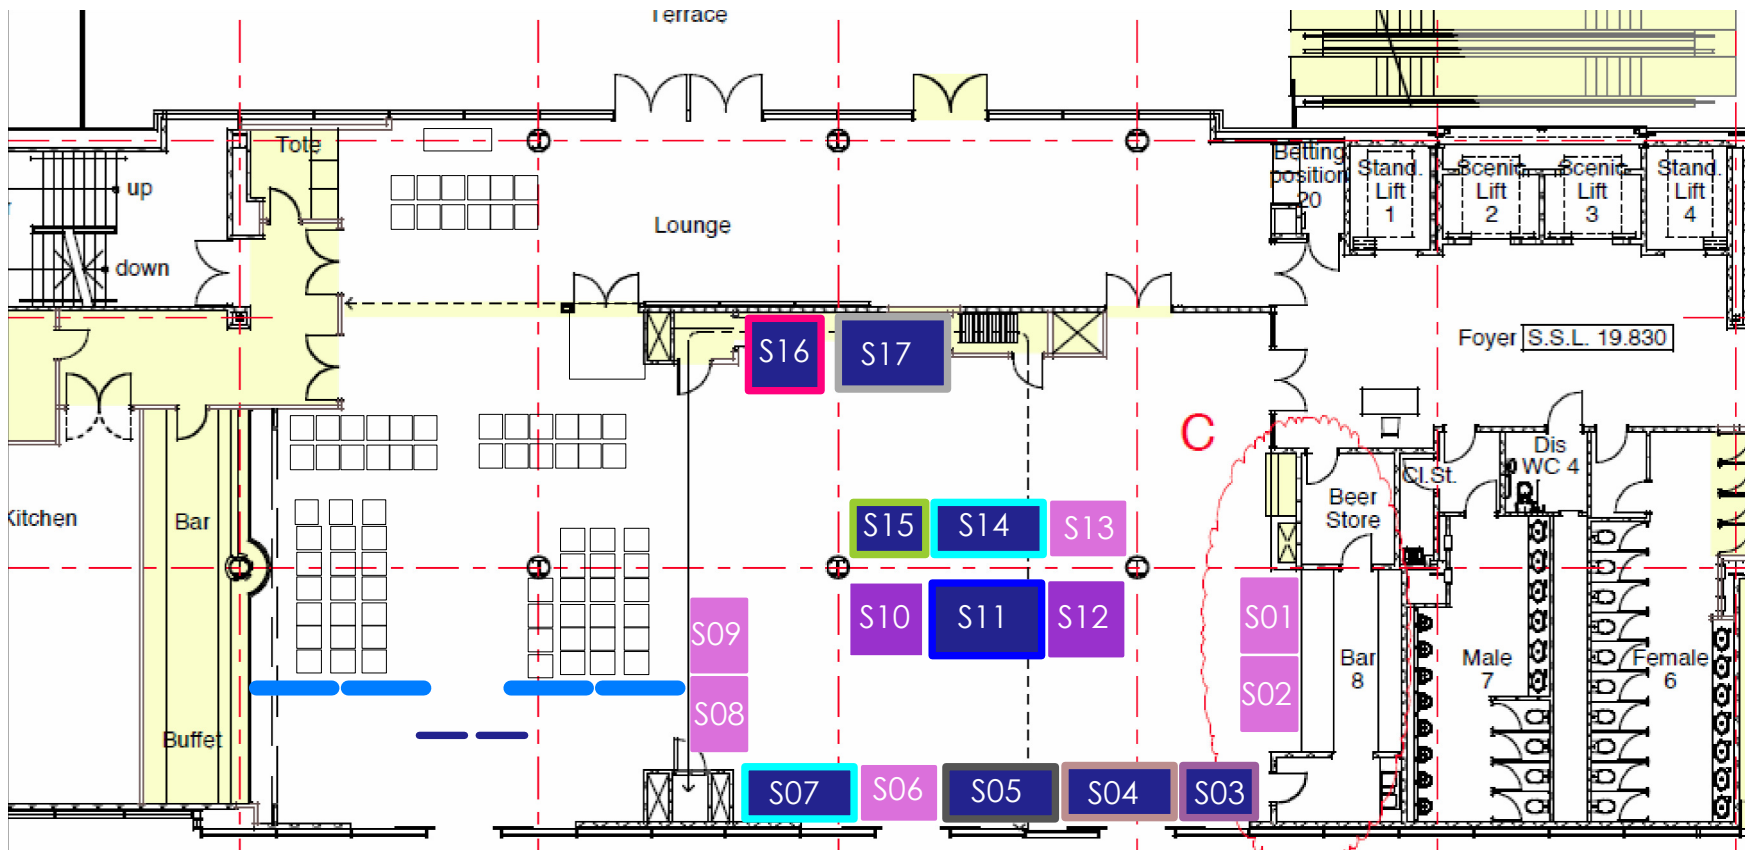 Terrace
Tote
up
down
Lounge
Betting
position
20
Stand.
Lift
1
Scenic
Lift
2
Scenic
Lift
3
Stand.
Lift
4
Foyer
S.S.L. 19.830
S16
S17
C
Dis
WC 4
Cl.St.
Beer
Store
Kitchen
Bar
S15
S14
S13
S10
S11
S12
S09
S08
S01
S02
Bar
8
Male
7
Female
6
Buffet
S07
S06
S05
S04
S03